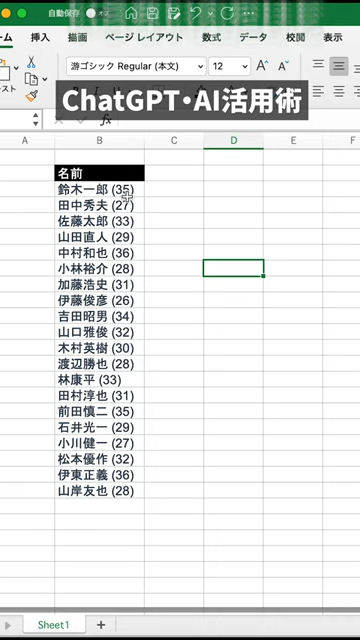 自動保存
ーム 挿入 描画 ページ レイアウト 数式 データ 校閲 表示
游ゴシック Regular (本文) 12 A A
スト
ChatGPT・AI活用術
fx
A B C D E F
名前
鈴木一郎 (35)
田中秀夫 (27)
佐藤太郎 (33)
山田直人 (29)
中村和也 (36)
小林裕介 (28)
加藤浩史 (31)
伊藤俊彦 (26)
吉田昭男 (34)
山口雅俊 (32)
木村英樹 (30)
渡辺勝也 (28)
林康平 (33)
田村淳也 (31)
前田慎二 (35)
石井光一 (29)
小川健一 (27)
松本優作 (32)
伊東正義 (36)
山岸友也 (28)
Sheet1 +